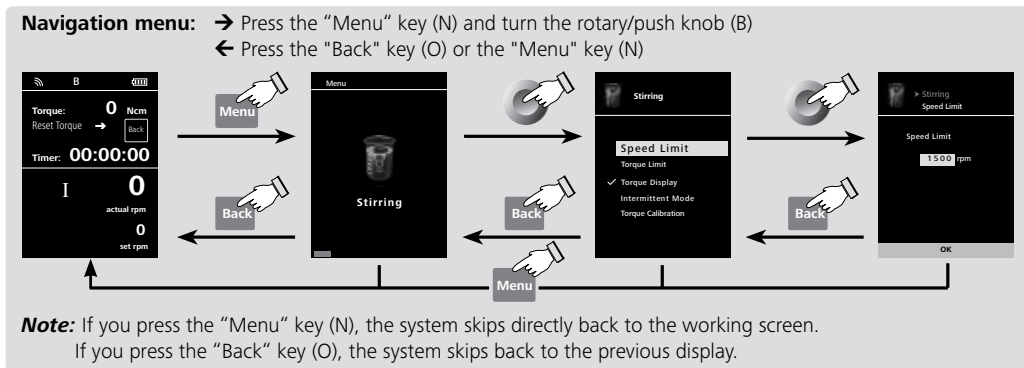 Navigation menu: → Press the “Menu“ key (N) and turn the rotary/push knob (B)
← Press the "Back" key (O) or the "Menu" key (N)
B
Torque: 0 Ncm
Reset Torque → Back
Timer: 00:00:00
I 0
actual rpm
0
set rpm
Menu
Back
Menu
Stirring
Back
Stirring
Speed Limit
Torque Limit
✓ Torque Display
Intermittent Mode
Torque Calibration
Back
➤ Stirring
Speed Limit
Speed Limit
1500 rpm
OK
Menu
Note: If you press the “Menu“ key (N), the system skips directly back to the working screen.
If you press the “Back“ key (O), the system skips back to the previous display.